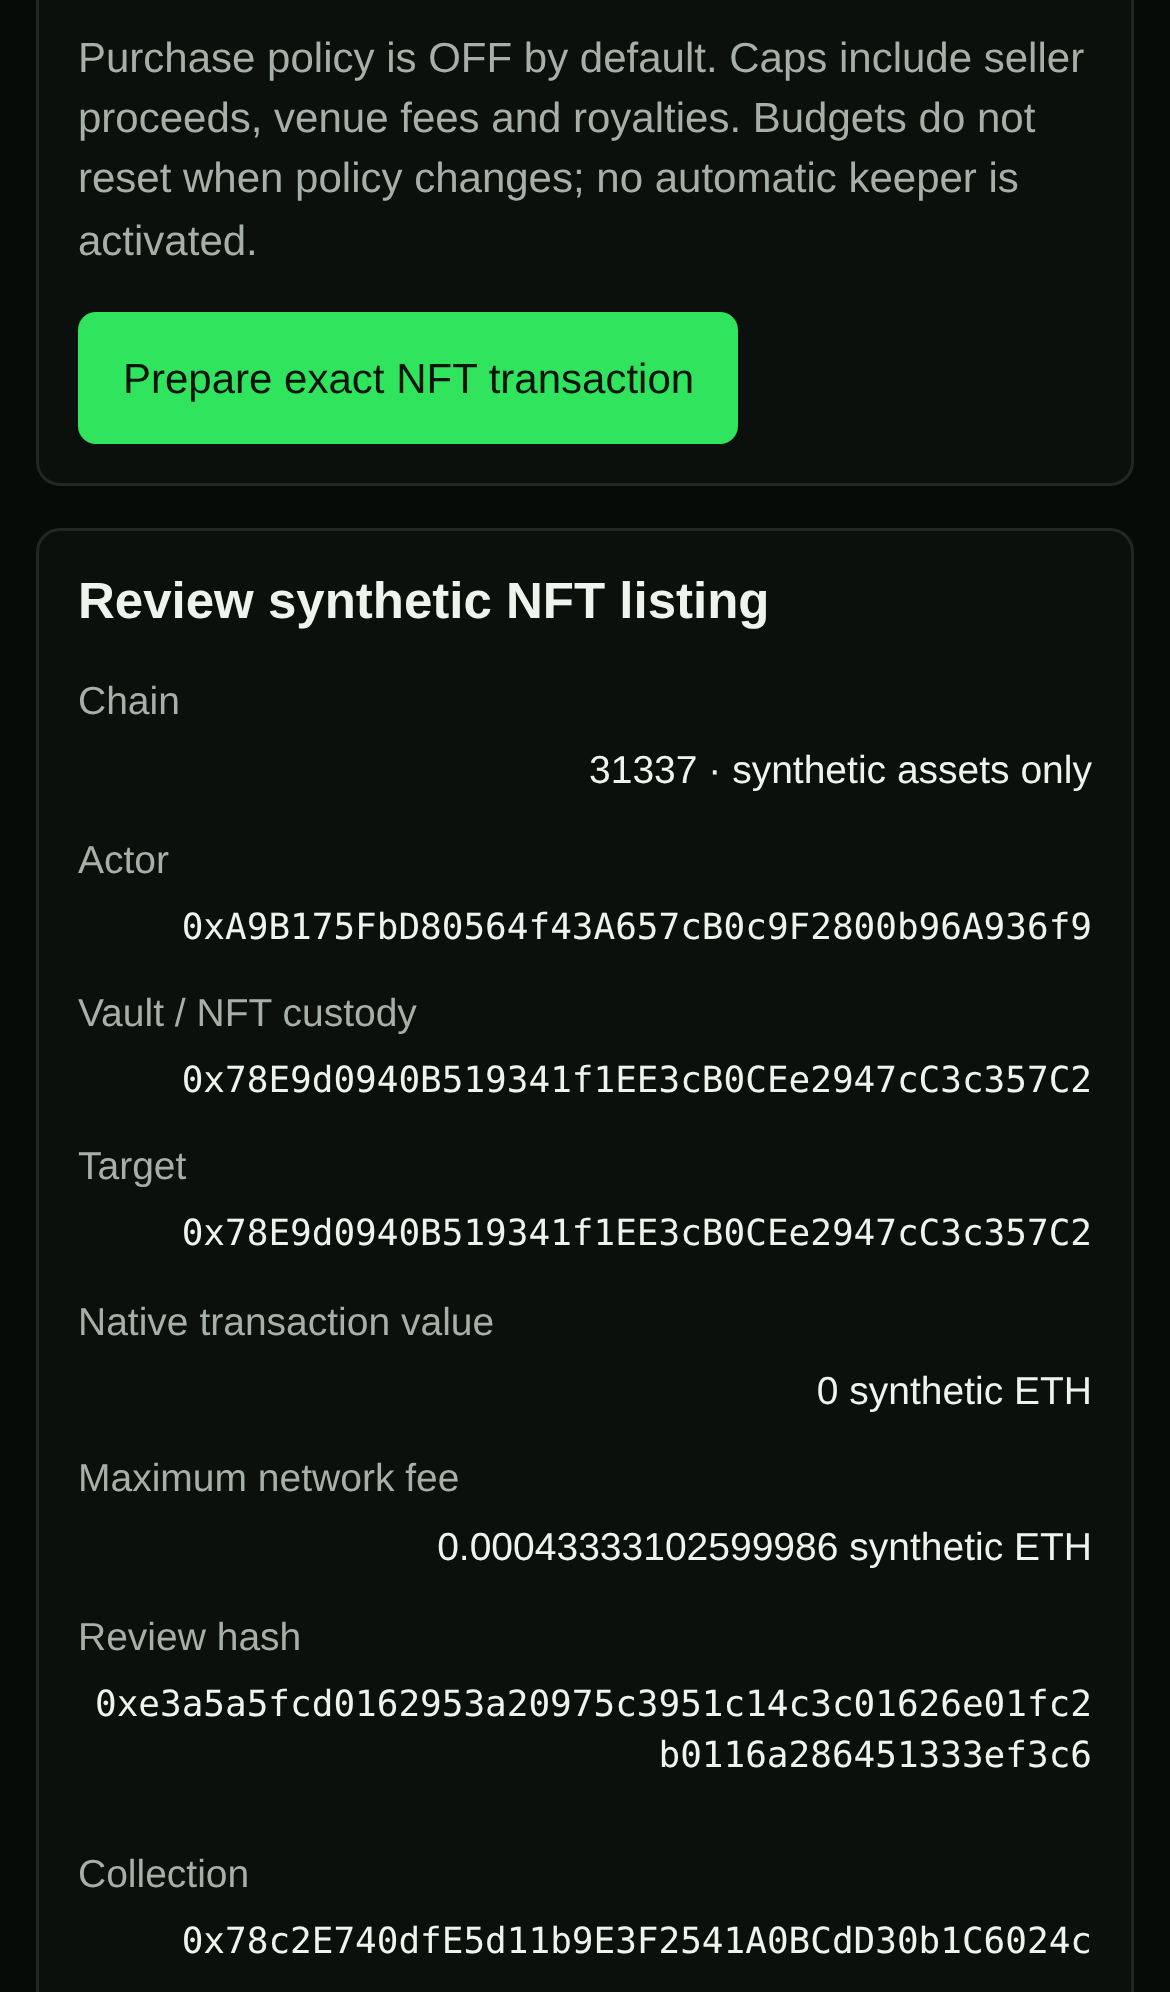 Purchase policy is OFF by default. Caps include seller
proceeds, venue fees and royalties. Budgets do not
reset when policy changes; no automatic keeper is
activated.
Prepare exact NFT transaction
Review synthetic NFT listing
Chain
31337 · synthetic assets only
Actor
0xA9B175FbD80564f43A657cB0c9F2800b96A936f9
Vault / NFT custody
0x78E9d0940B519341f1EE3cB0CEe2947cC3c357C2
Target
0x78E9d0940B519341f1EE3cB0CEe2947cC3c357C2
Native transaction value
0 synthetic ETH
Maximum network fee
0.00043333102599986 synthetic ETH
Review hash
0xe3a5a5fcd0162953a20975c3951c14c3c01626e01fc2
b0116a286451333ef3c6
Collection
0x78c2E740dfE5d11b9E3F2541A0BCdD30b1C6024c